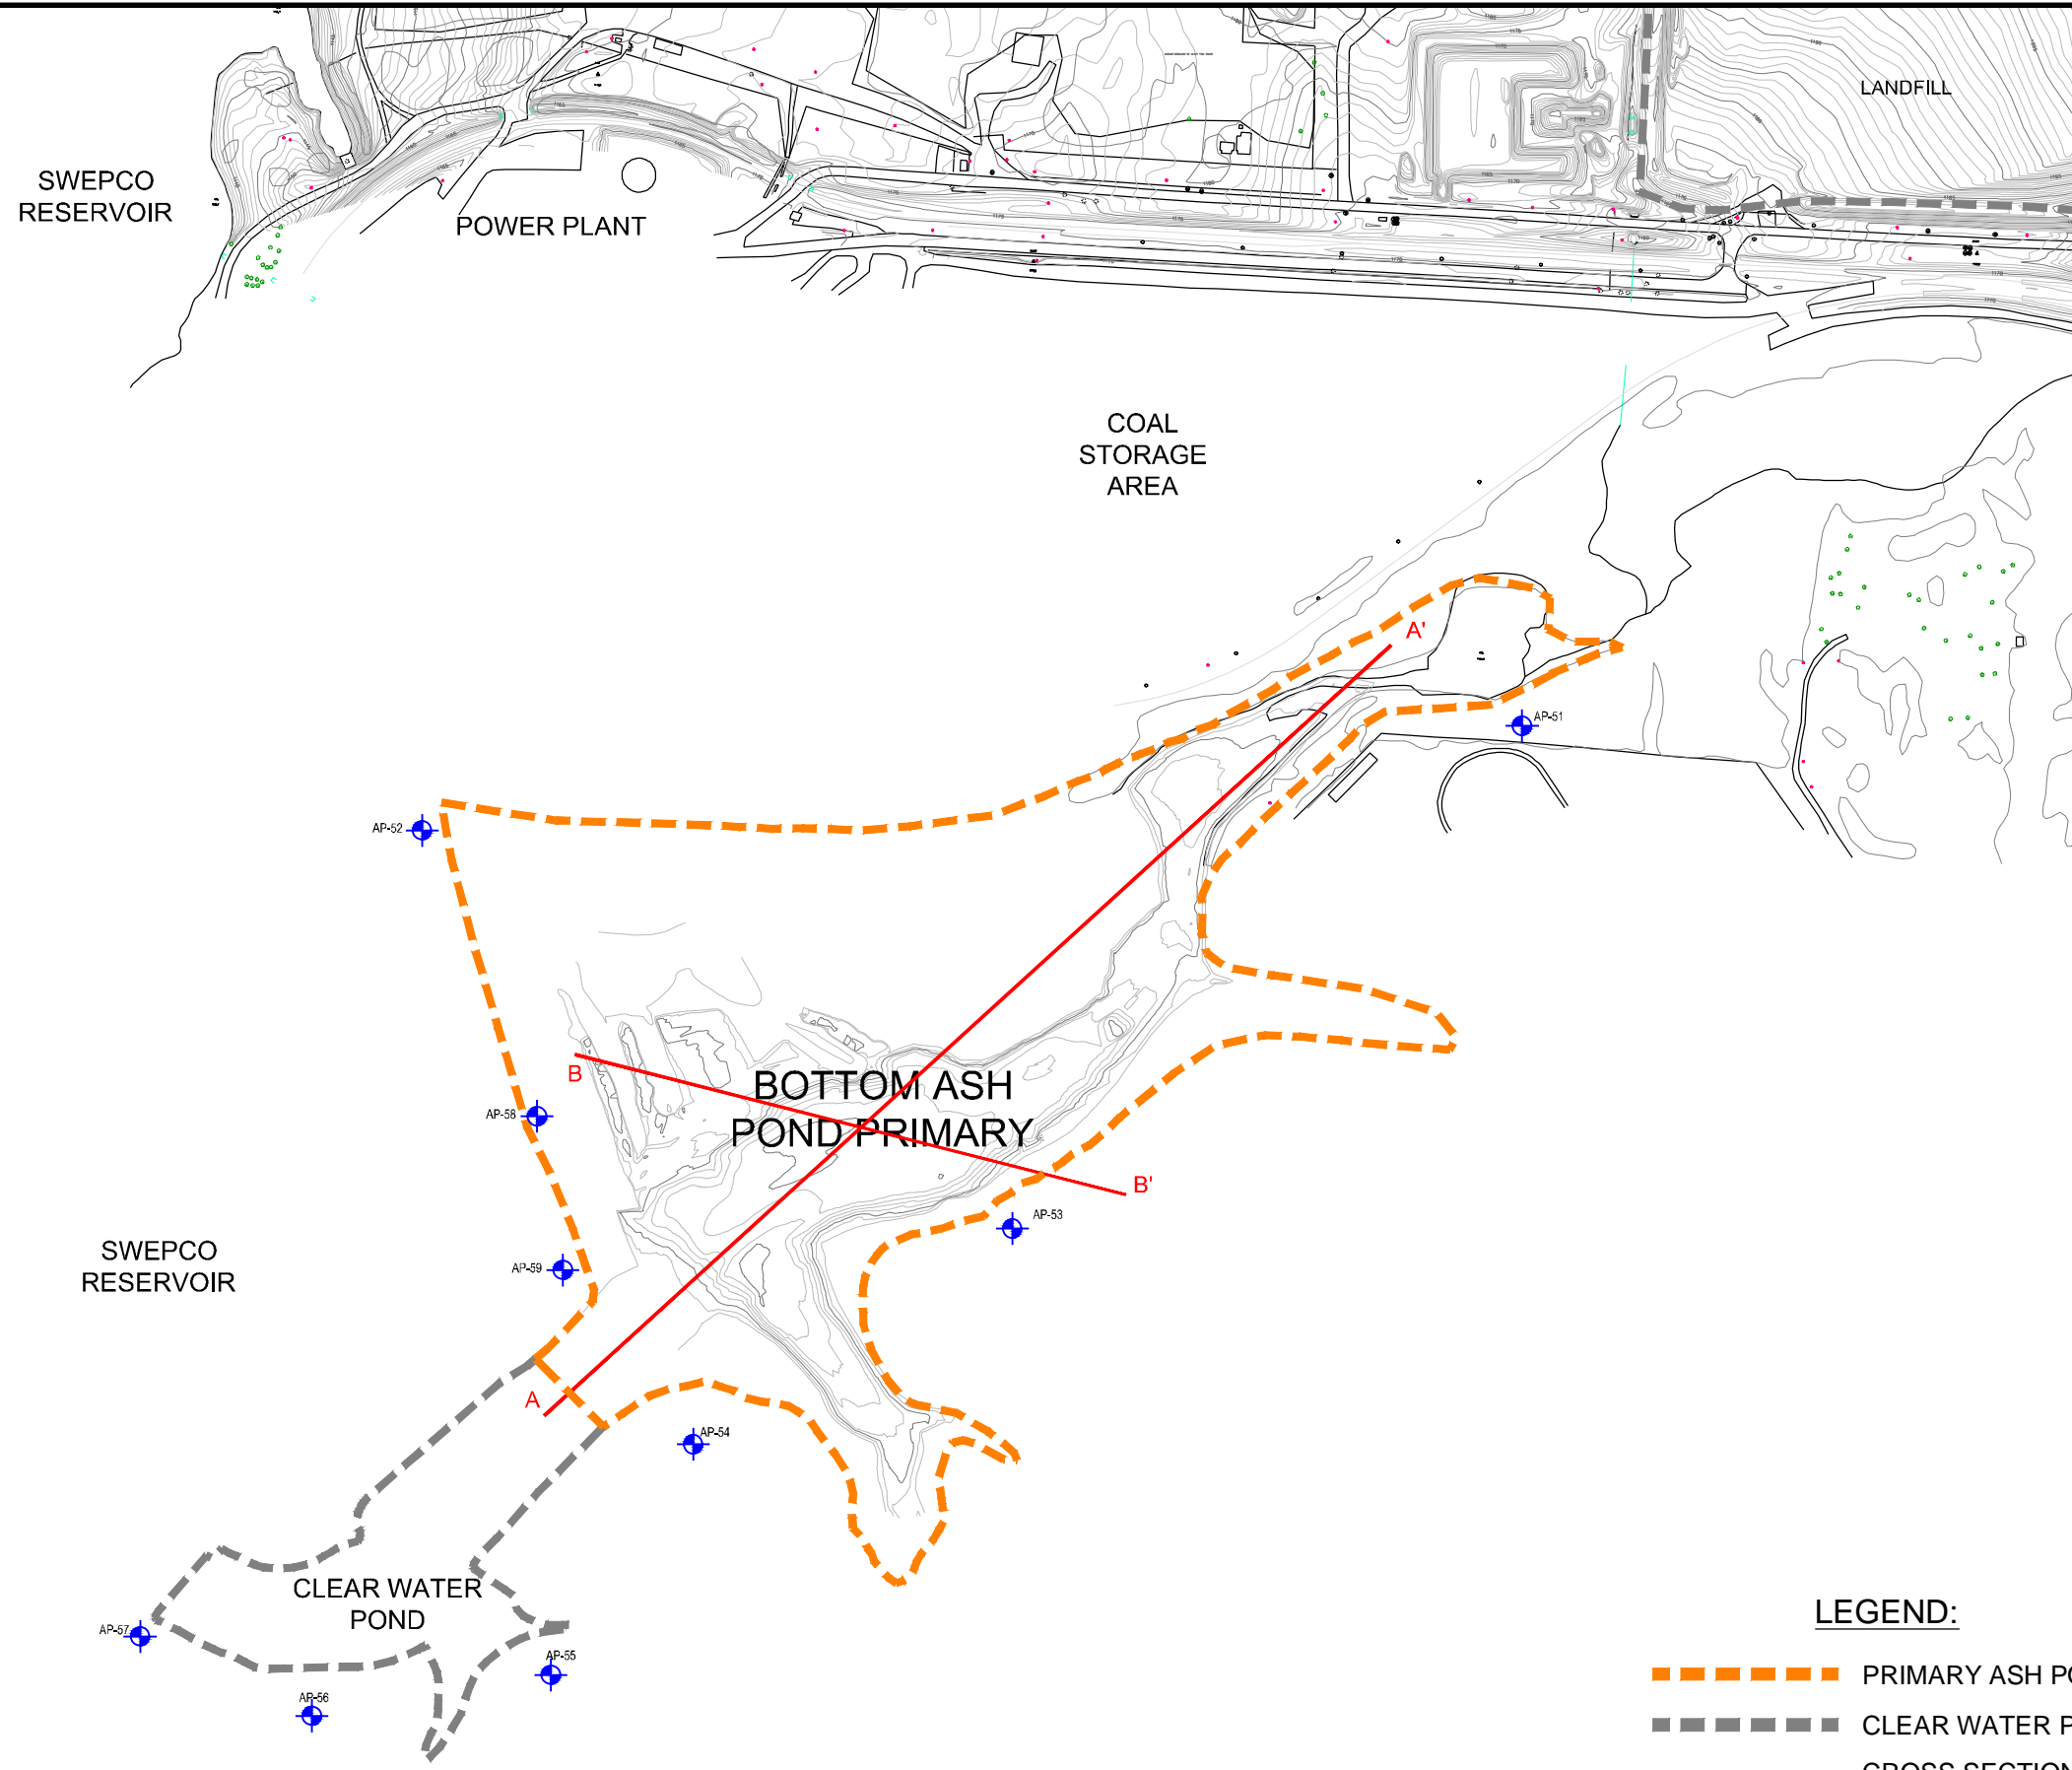 LANDFILL
SWEPCO
RESERVOIR
POWER PLANT
COAL
STORAGE
AREA
A'
AP-51
AP-52
B
BOTTOM ASH
POND PRIMARY
AP-58
B'
AP-53
SWEPCO
RESERVOIR
AP-59
A
AP-54
CLEAR WATER
POND
AP-57
AP-55
AP-56
LEGEND:
PRIMARY ASH
CLEAR WATER
CROSS SECTION